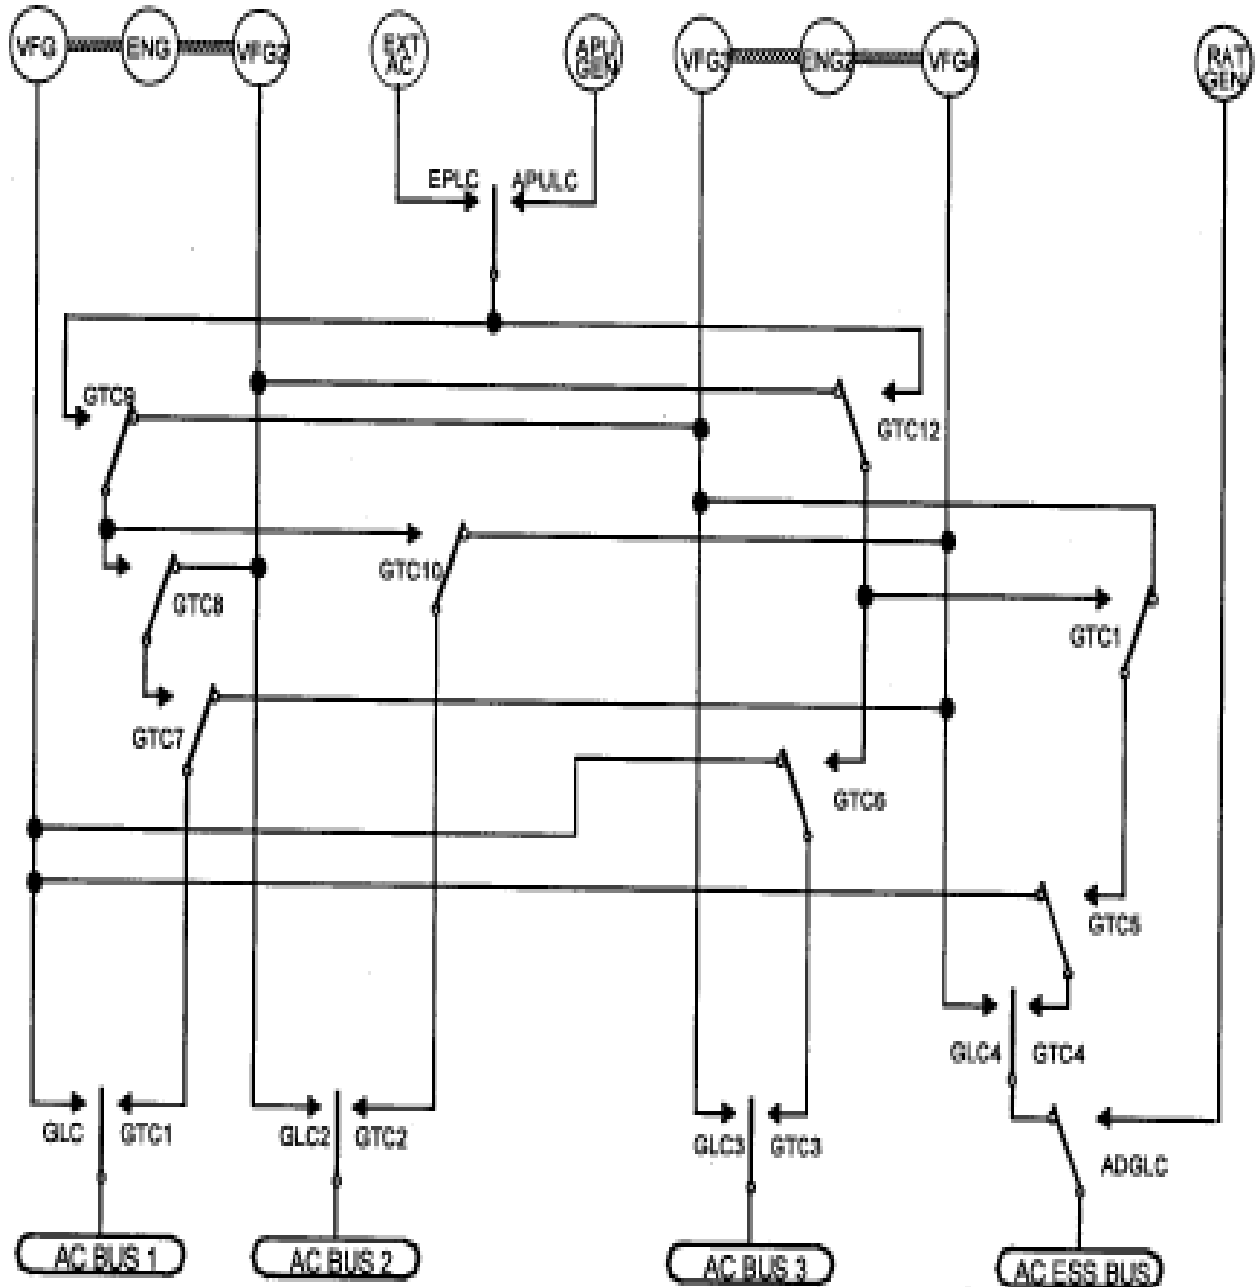 VFG
ENG
VFG2
EXT
AC
APU
GEN
VFG3
ENG2
VFG4
RAT
GEN
EPLC
APULC
GTC9
GTC12
GTC10
GTC8
GTC1
GTC7
GTC6
GTC5
GLC4
GTC4
GLC
GTC1
GLC2
GTC2
GLC3
GTC3
ADGLC
AC BUS 1
AC BUS 2
AC BUS 3
AC ESS BUS